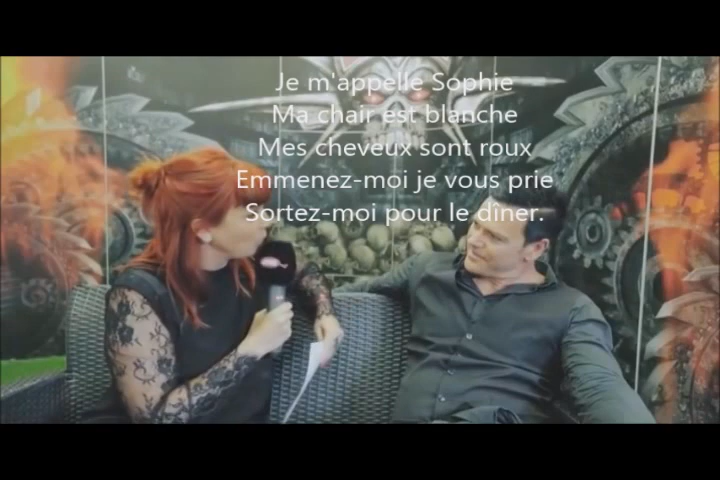 Je m'appelle Sophie
Ma chair est blanche
Mes cheveux sont roux
Emmenez-moi je vous prie
Sortez-moi pour le dîner.